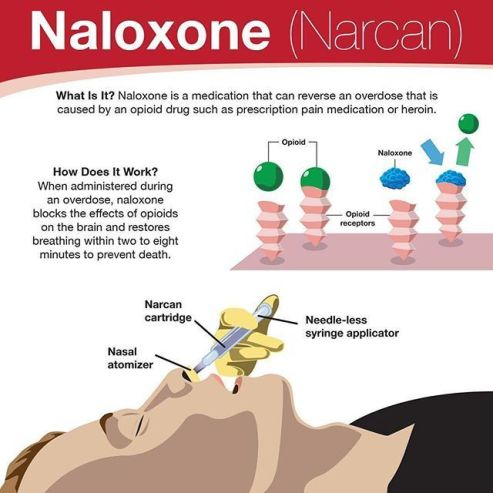 Naloxone (Narcan)
What Is It? Naloxone is a medication that can reverse an overdose that is
caused by an opioid drug such as prescription pain medication or heroin.
How Does It Work?
When administered during
an overdose, naloxone
blocks the effects of opioids
on the brain and restores
breathing within two to eight
minutes to prevent death.
Opioid
Naloxone
Opioid
receptors
Narcan
cartridge
Needle-less
syringe applicator
Nasal
atomizer